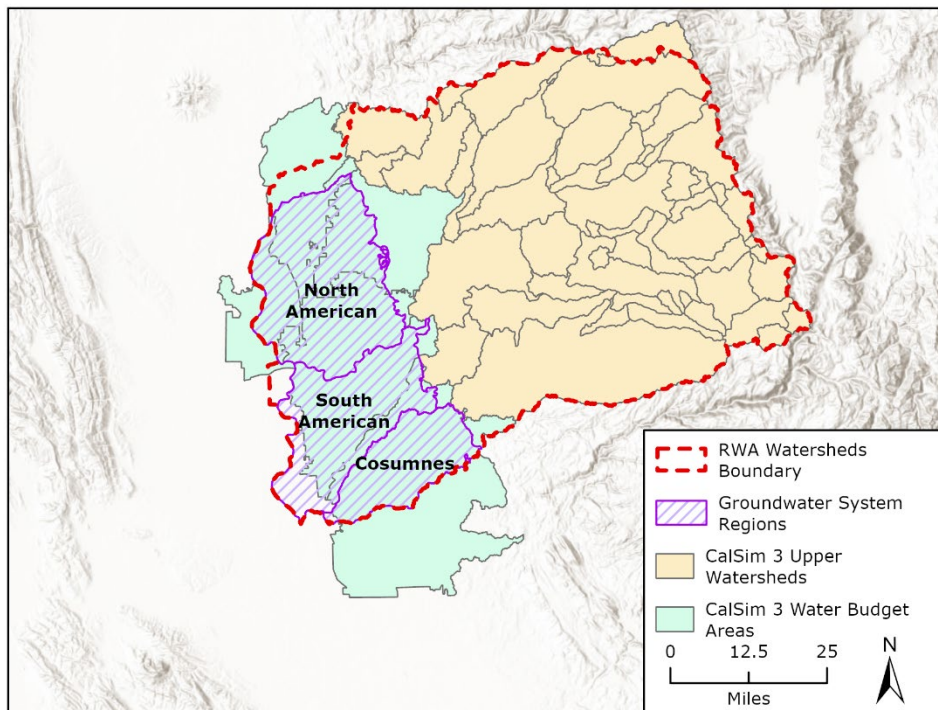 North
American
South
American
Cosumnes
RWA Watersheds
Boundary
Groundwater System
Regions
CalSim 3 Upper
Watersheds
CalSim 3 Water Budget
Areas
0 12.5 25
Miles
N